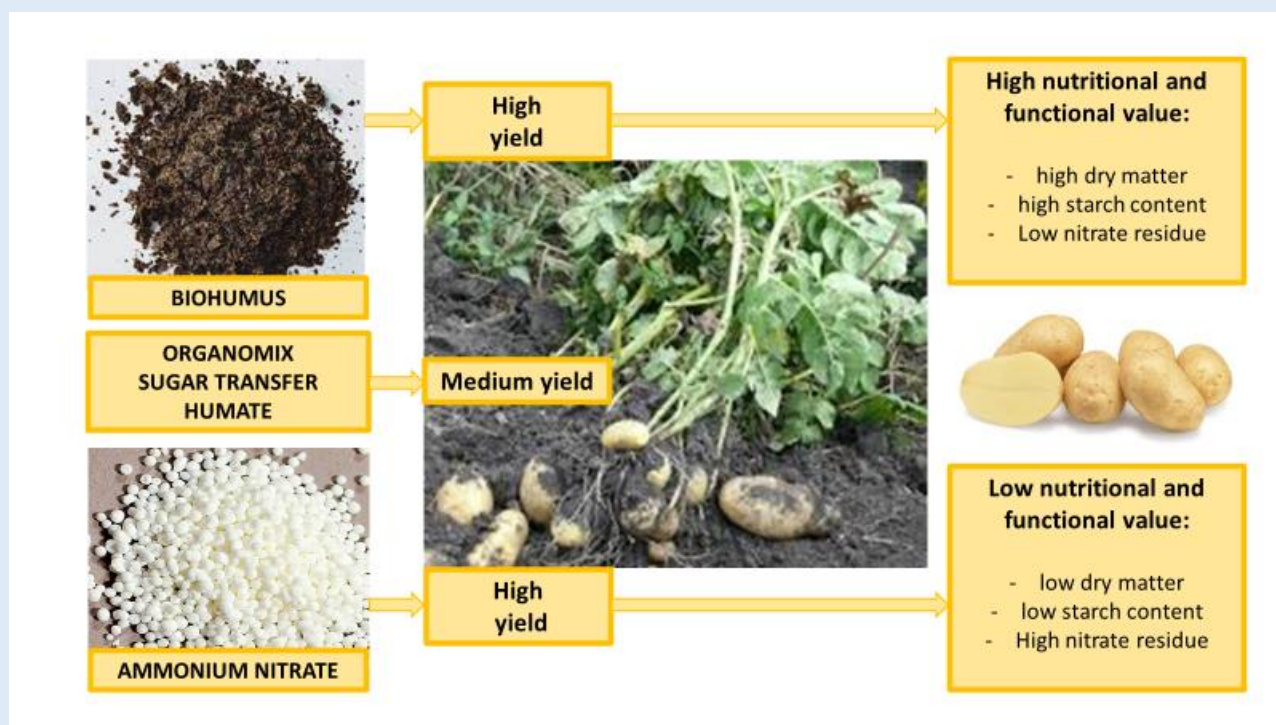 High
yield
High nutritional and
functional value:
- high dry matter
- high starch content
- Low nitrate residue
BIOHUMUS
ORGANOMIX
SUGAR TRANSFER
HUMATE
Medium yield
High
yield
Low nutritional and
functional value:
- low dry matter
- low starch content
- High nitrate residue
AMMONIUM NITRATE